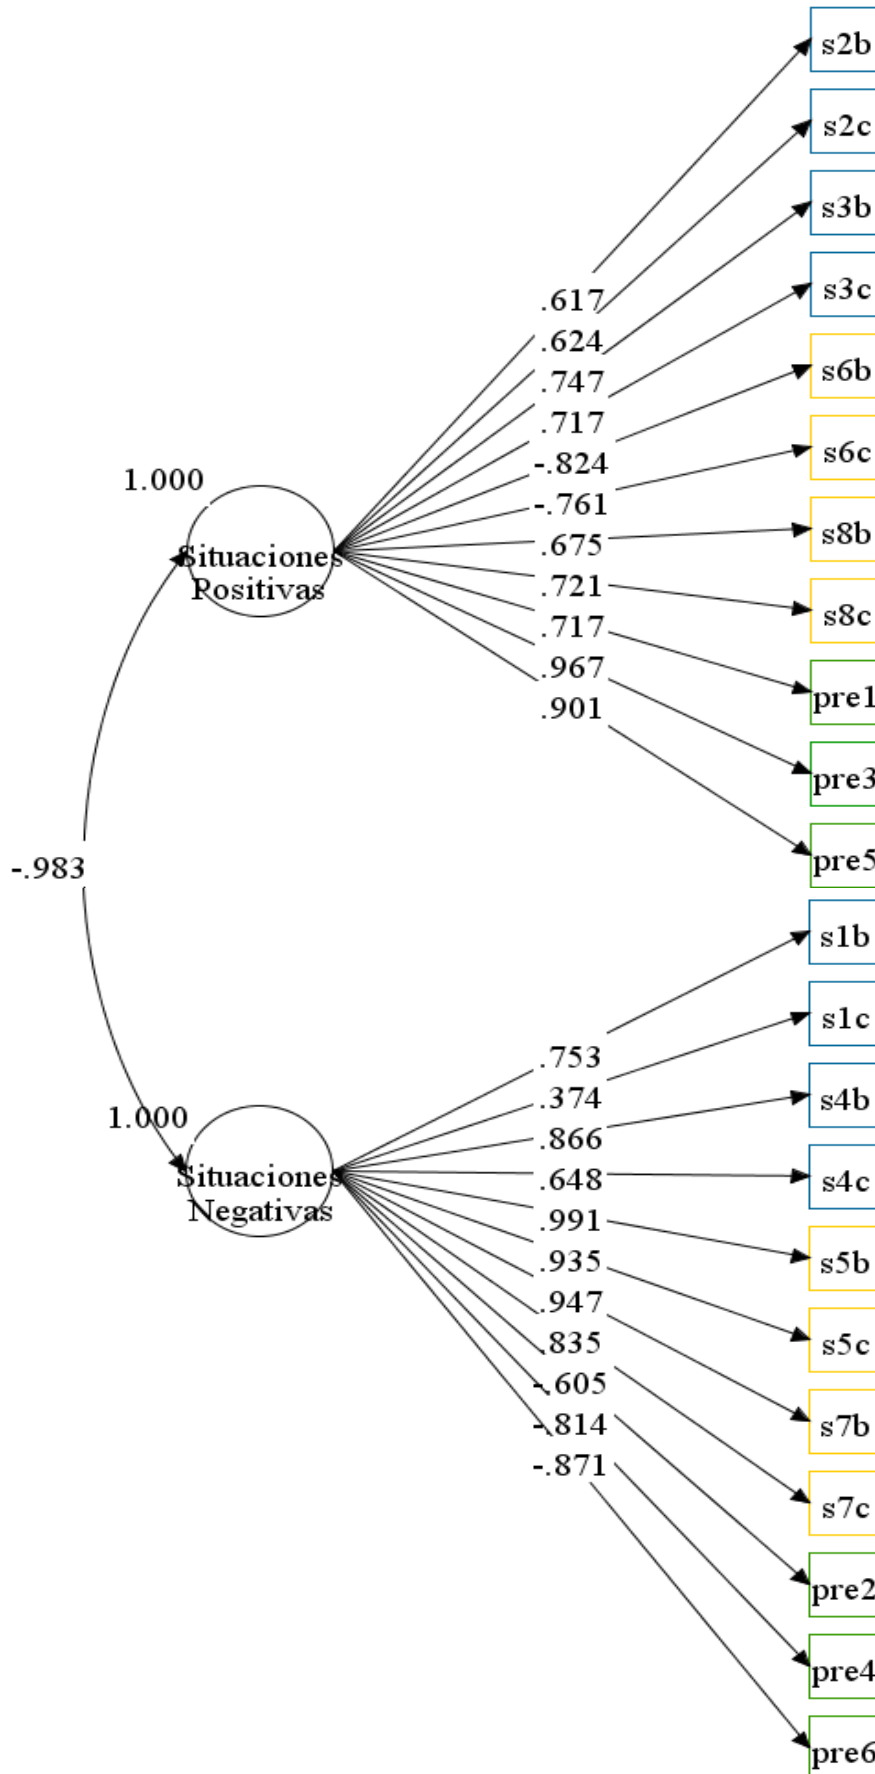 s2b
s2c
s3b
s3c
s6b
s6c
s8b
s8c
pre1
pre3
pre5
.617
.624
.747
.717
-.824
-.761
.675
.721
.717
.967
.901
1.000
Situaciones
Positivas
-.983
1.000
Situaciones
Negativas
.753
.374
.866
.648
.991
.935
.947
.835
-.605
-.814
-.871
s1b
s1c
s4b
s4c
s5b
s5c
s7b
s7c
pre2
pre4
pre6